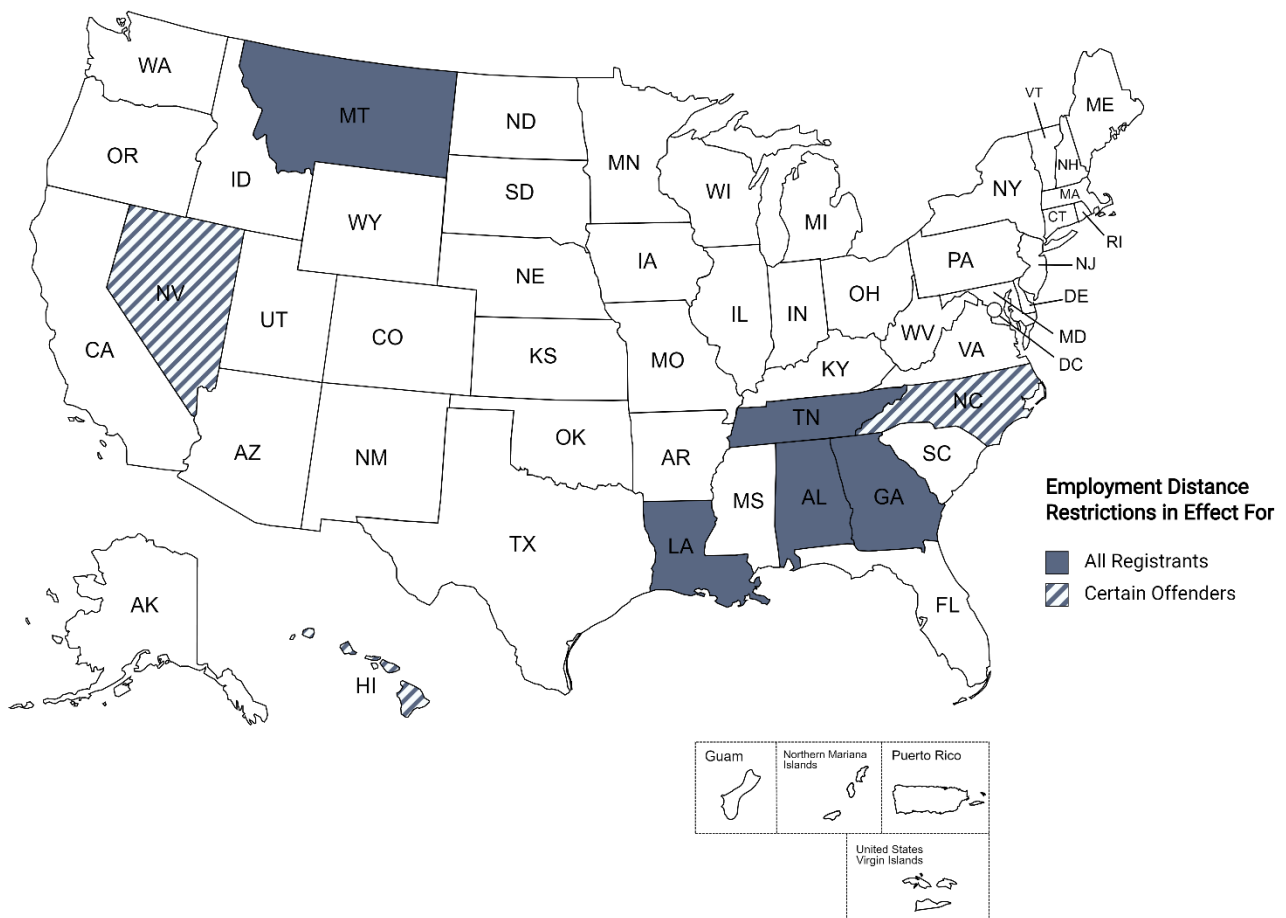 WA
MT
ND
MN
VT
ME
OR
ID
SD
WI
NH
NY
MA
WY
MI
CT
RI
NV
NE
IA
PA
NJ
UT
CO
IL
IN
OH
DE
CA
KS
MO
WV
VA
MD
DC
KY
NC
TN
AZ
NM
OK
AR
SC
MS
AL
GA
Employment Distance
Restrictions in Effect For
TX
LA
All Registrants
Certain Offenders
AK
FL
HI
Guam
Northern Mariana
Islands
Puerto Rico
United States
Virgin Islands